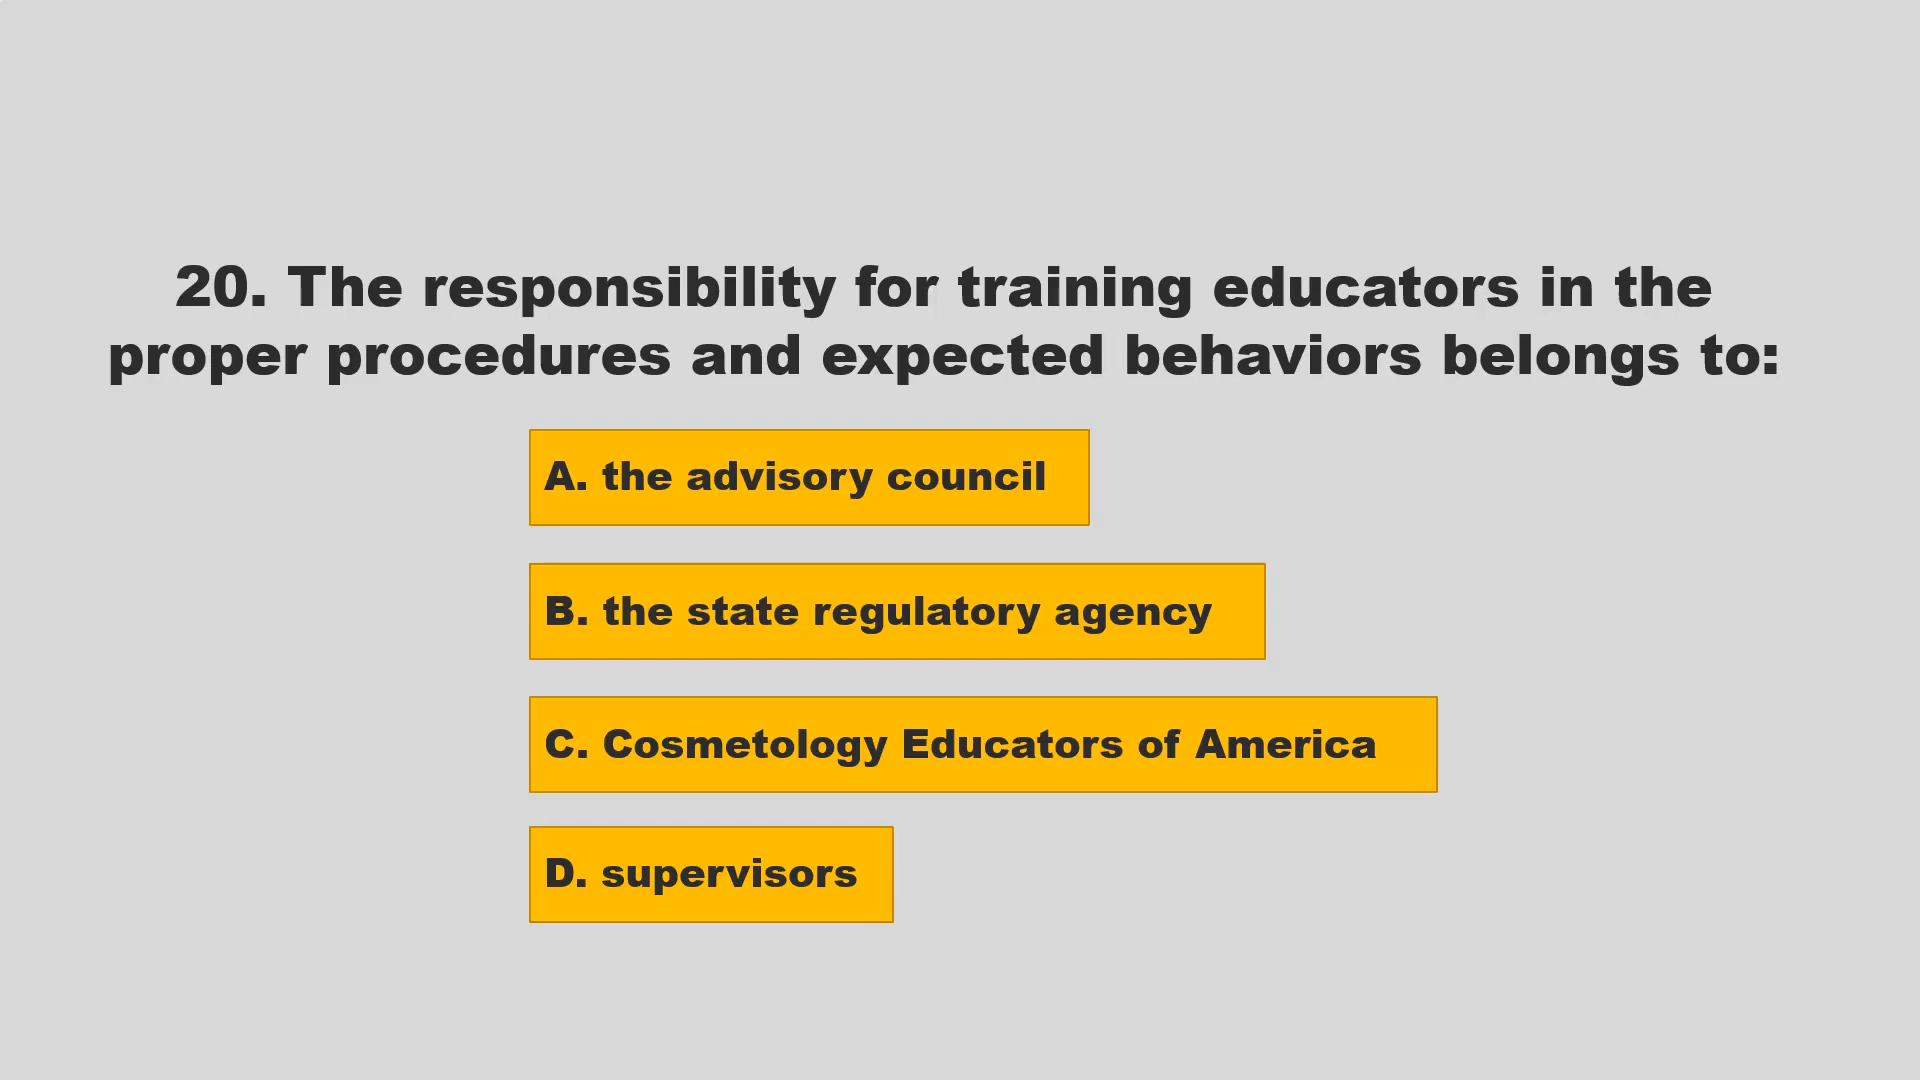 20. The responsibility for training educators in the
proper procedures and expected behaviors belongs to:
A. the advisory council
B. the state regulatory agency
C. Cosmetology Educators of America
D. supervisors